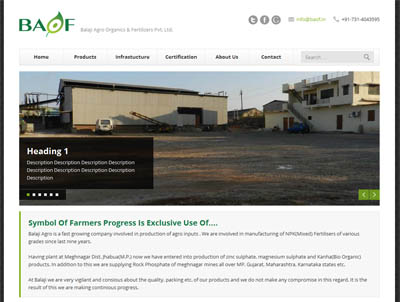 BAOF
Balaji Agro Organics & Fertilizers Pvt. Ltd.
info@baof.in
+91-731-4043595
Home Products Infrastucture Certification About Us Contact
Search...
Heading 1
Description Description Description Description
Description Description Description Description
Description
Symbol Of Farmers Progress Is Exclusive Use Of....
Balaji Agro is a fast growing company involved in production of agro inputs . We are involved in manufacturing of NPK(Mixed) Fertilisers of various
grades since last nine years.
Having plant at Meghnagar Dist. Jhabua(M.P.) now we have entered into production of zinc sulphate, magnesium sulphate and Kanha(Bio Organic)
products. In addition to this we are supplying Rock Phosphate of meghnagar mines all over MP, Gujarat, Maharashtra, Karnataka states etc.
At Balaji we are very vigilant and consious about the quality, packing etc. of our products and we do not make any compromise in this regard. It is the
result of this we are making continous progress.